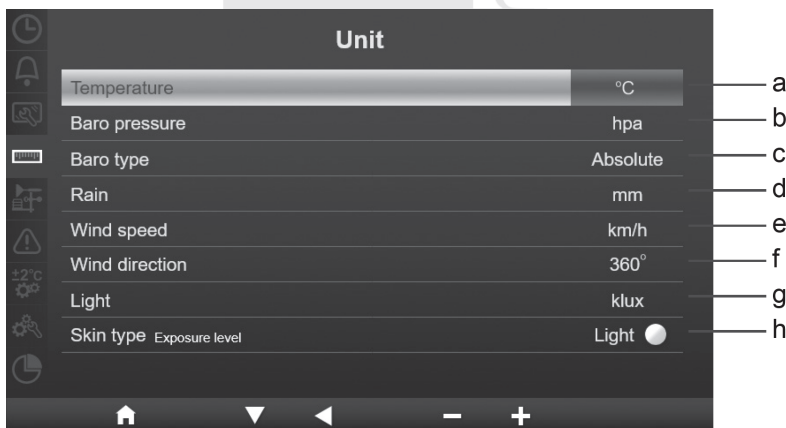 Unit
Temperature °C a
Baro pressure hpa b
Baro type Absolute c
Rain mm d
Wind speed km/h e
Wind direction 360° f
±2°C
Light klux g
Skin type Exposure level Light h